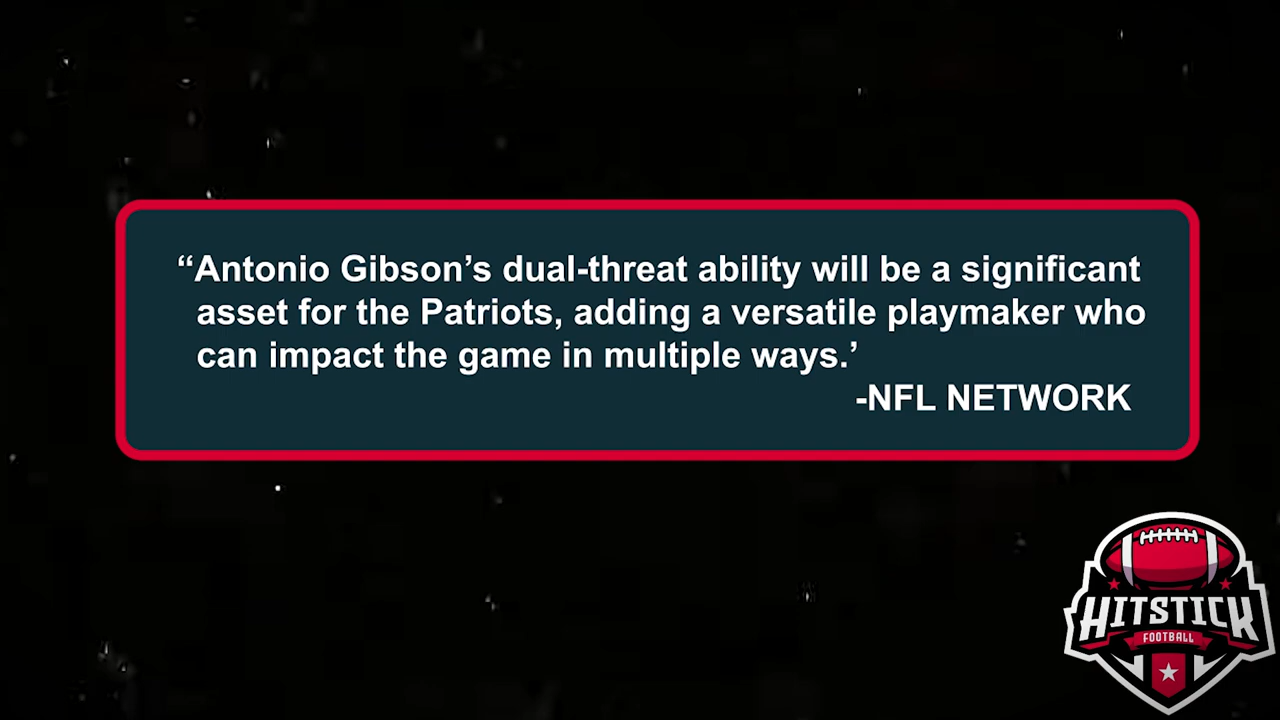 “Antonio Gibson’s dual-threat ability will be a significant
asset for the Patriots, adding a versatile playmaker who
can impact the game in multiple ways.’
-NFL NETWORK
HITSTICK
FOOTBALL